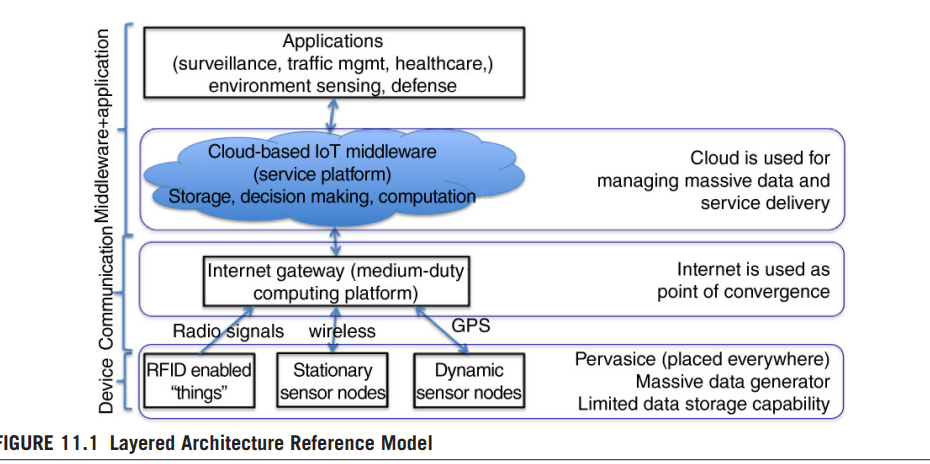 Applications
(surveillance, traffic mgmt, healthcare,)
environment sensing, defense
Middleware+application
Cloud-based IoT middleware
(service platform)
Storage, decision making, computation
Cloud is used for
managing massive data and
service delivery
Communication
Internet gateway (medium-duty
computing platform)
Internet is used as
point of convergence
Radio signals
wireless
GPS
Device
RFID enabled
“things”
Stationary
sensor nodes
Dynamic
sensor nodes
Pervasice (placed everywhere)
Massive data generator
Limited data storage capability
FIGURE 11.1 Layered Architecture Reference Model